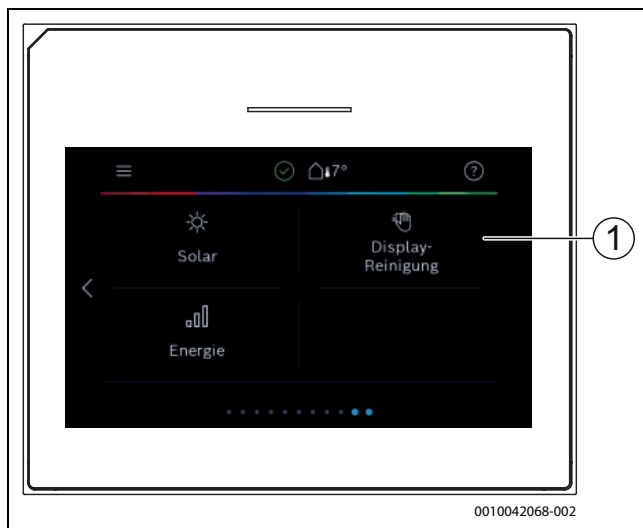 7°
?
Solar
Display-
Reinigung
1
Energie
0010042068-002